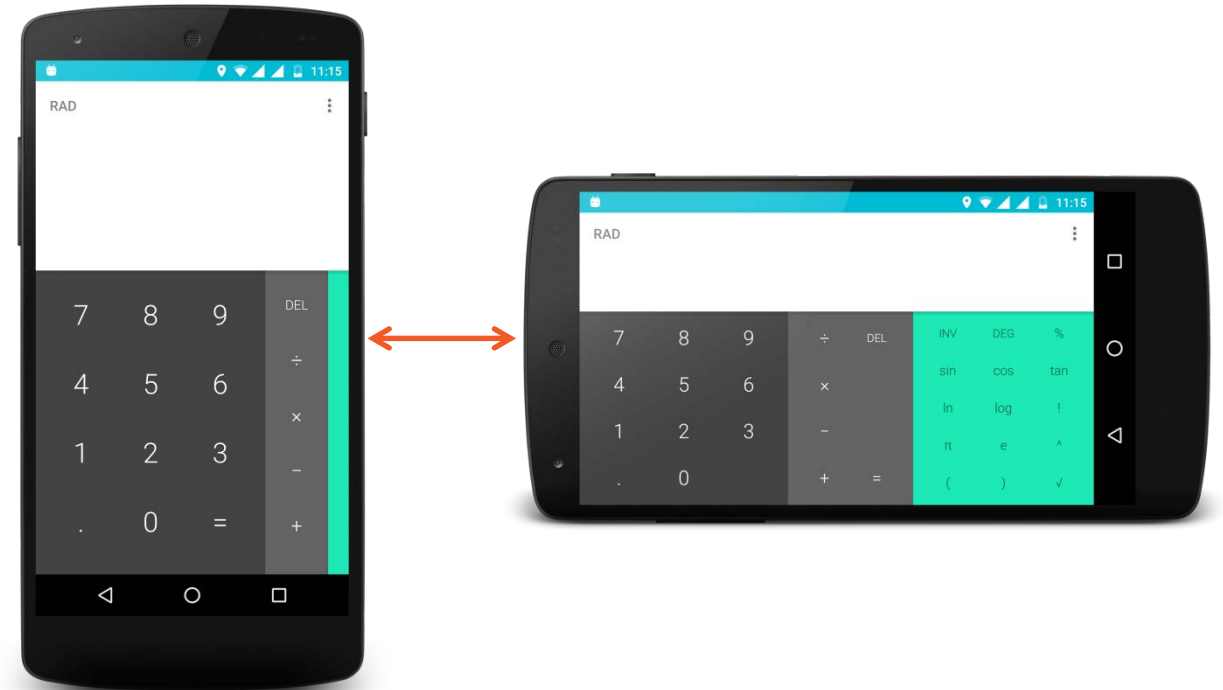 11:15
RAD
7 8 9 DEL
÷
4 5 6
×
1 2 3
−
. 0 = +
11:15
RAD
7 8 9 ÷ DEL INV DEG %
4 5 6 × sin cos tan
ln log !
1 2 3 − π e ^
. 0 + = ( ) √